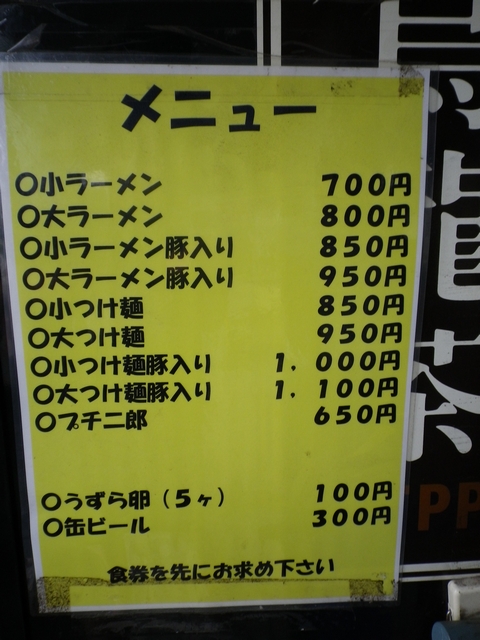 メニュー
○小ラーメン 700円
○大ラーメン 800円
○小ラーメン豚入り 850円
○大ラーメン豚入り 950円
○小つけ麺 850円
○大つけ麺 950円
○小つけ麺豚入り 1,000円
○大つけ麺豚入り 1,100円
○プチ二郎 650円
○うずら卵(5ヶ) 100円
○缶ビール 300円
食券を先にお求め下さい
茶
PP